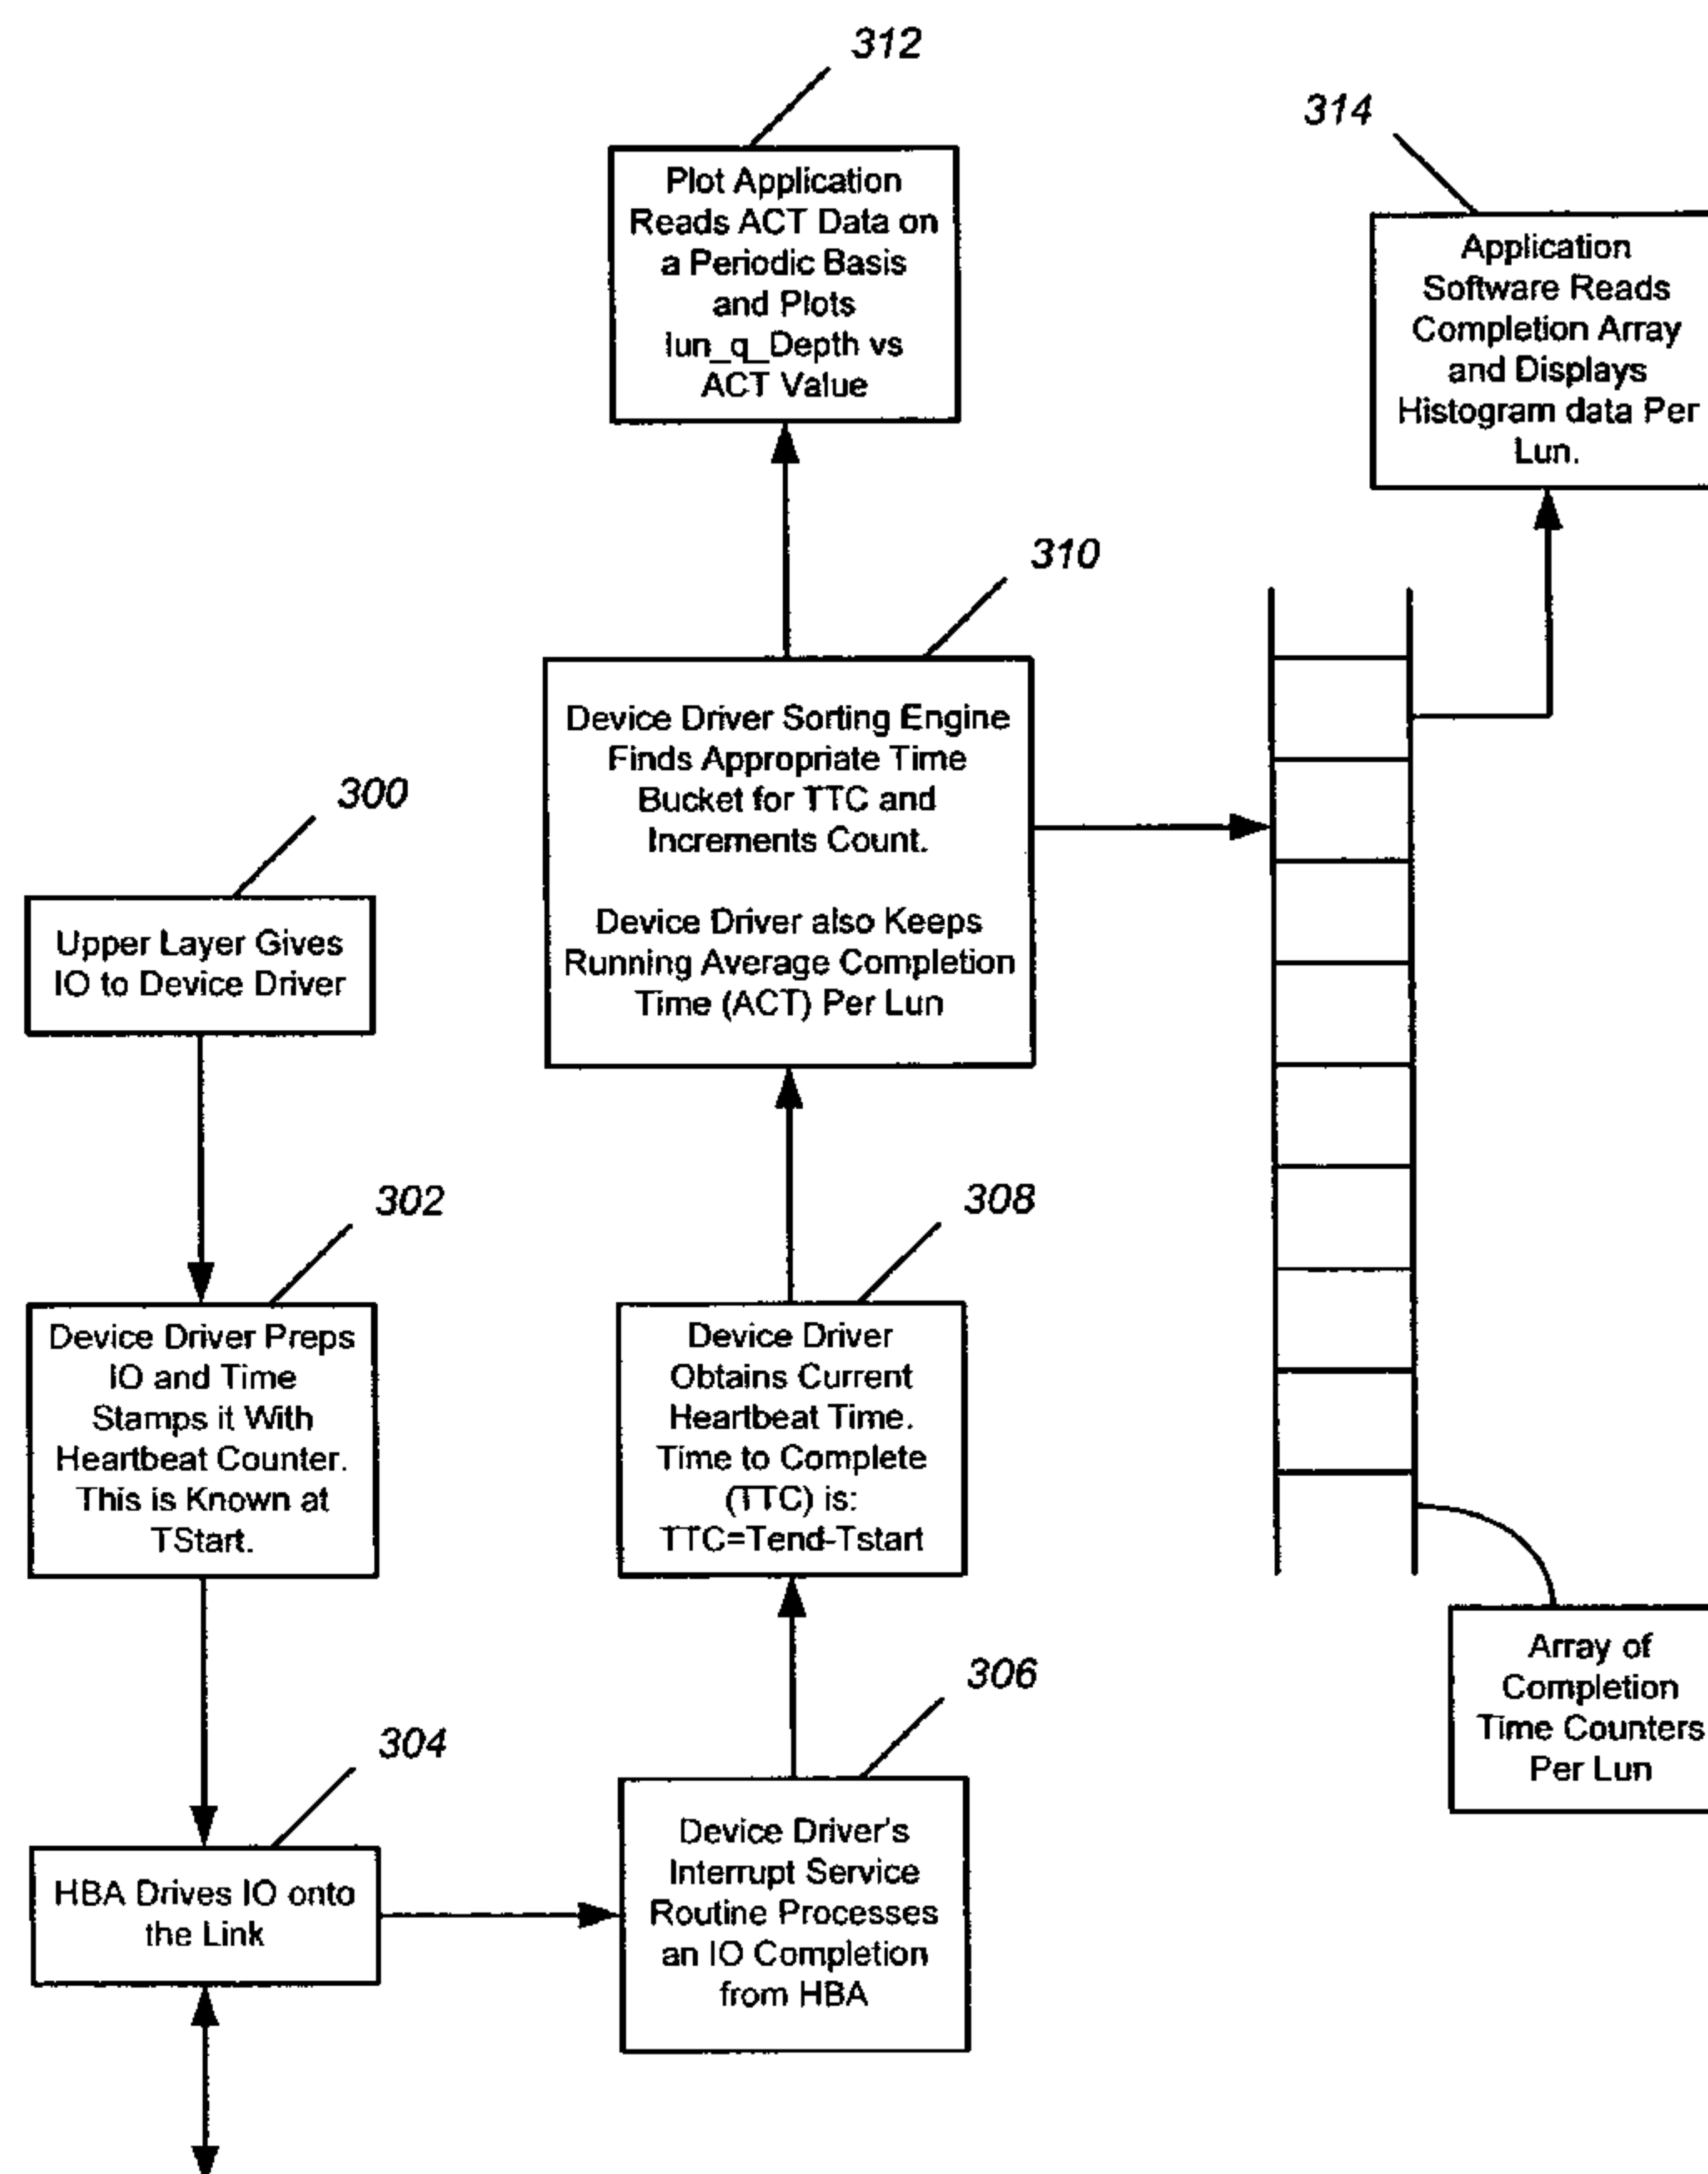 312
Plot Application
Reads ACT Data on
a Periodic Basis
and Plots
lun_q_Depth vs
ACT Value
314
Application
Software Reads
Completion Array
and Displays
Histogram data Per
Lun.
310
Device Driver Sorting Engine
Finds Appropriate Time
Bucket for TTC and
Increments Count.
Device Driver also Keeps
Running Average Completion
Time (ACT) Per Lun
300
Upper Layer Gives
IO to Device Driver
302
Device Driver Preps
IO and Time
Stamps it With
Heartbeat Counter.
This is Known at
TStart.
308
Device Driver
Obtains Current
Heartbeat Time.
Time to Complete
(TTC) is:
TTC=Tend-Tstart
304
HBA Drives IO onto
the Link
306
Device Driver's
Interrupt Service
Routine Processes
an IO Completion
from HBA
Array of
Completion
Time Counters
Per Lun